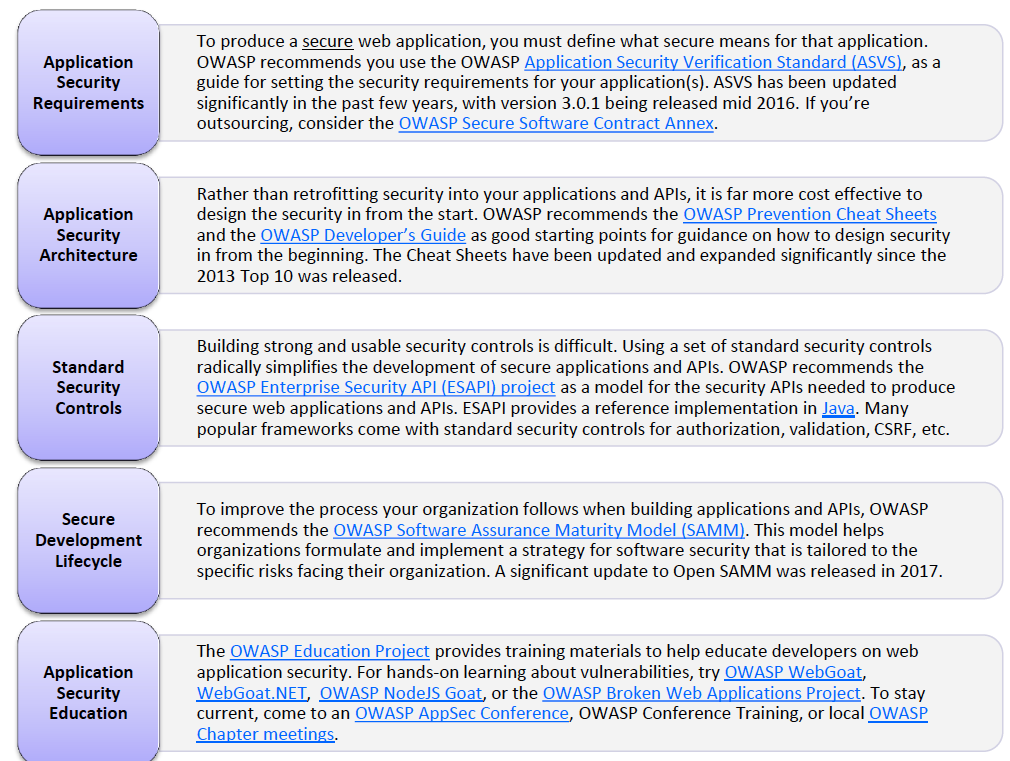 Application
Security
Requirements
To produce a secure web application, you must define what secure means for that application.
OWASP recommends you use the OWASP Application Security Verification Standard (ASVS), as a
guide for setting the security requirements for your application(s). ASVS has been updated
significantly in the past few years, with version 3.0.1 being released mid 2016. If you’re
outsourcing, consider the OWASP Secure Software Contract Annex.
Application
Security
Architecture
Rather than retrofitting security into your applications and APIs, it is far more cost effective to
design the security in from the start. OWASP recommends the OWASP Prevention Cheat Sheets
and the OWASP Developer’s Guide as good starting points for guidance on how to design security
in from the beginning. The Cheat Sheets have been updated and expanded significantly since the
2013 Top 10 was released.
Standard
Security
Controls
Building strong and usable security controls is difficult. Using a set of standard security controls
radically simplifies the development of secure applications and APIs. OWASP recommends the
OWASP Enterprise Security API (ESAPI) project as a model for the security APIs needed to produce
secure web applications and APIs. ESAPI provides a reference implementation in Java. Many
popular frameworks come with standard security controls for authorization, validation, CSRF, etc.
Secure
Development
Lifecycle
To improve the process your organization follows when building applications and APIs, OWASP
recommends the OWASP Software Assurance Maturity Model (SAMM). This model helps
organizations formulate and implement a strategy for software security that is tailored to the
specific risks facing their organization. A significant update to Open SAMM was released in 2017.
Application
Security
Education
The OWASP Education Project provides training materials to help educate developers on web
application security. For hands-on learning about vulnerabilities, try OWASP WebGoat,
WebGoat.NET, OWASP NodeJS Goat, or the OWASP Broken Web Applications Project. To stay
current, come to an OWASP AppSec Conference, OWASP Conference Training, or local OWASP
Chapter meetings.